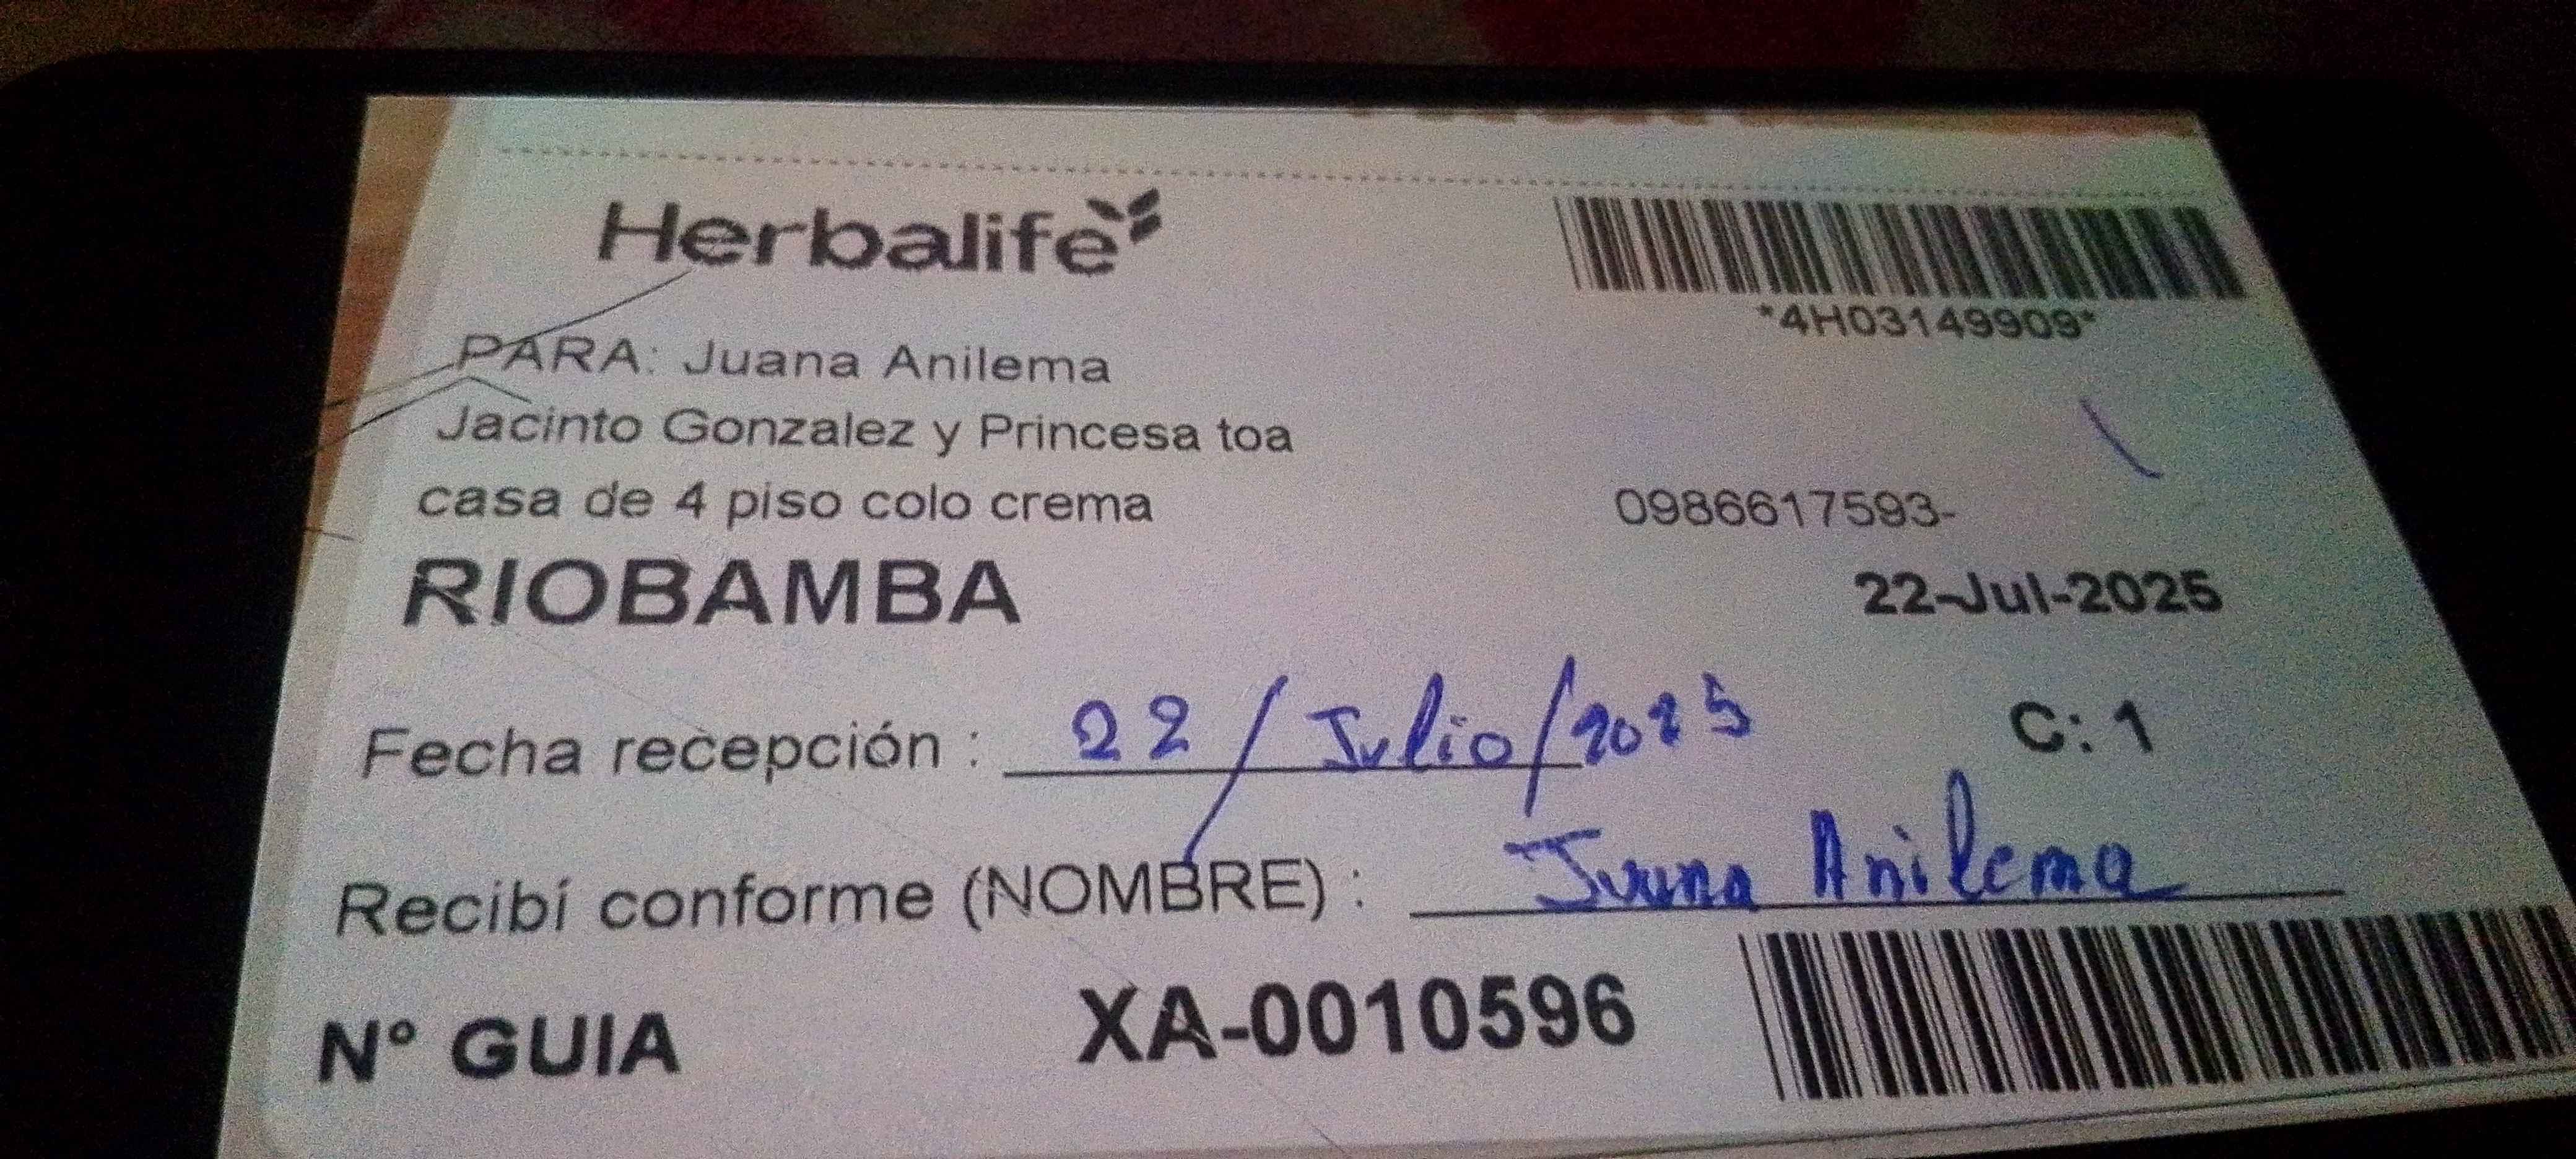 Herbalife
*4H03149909*
PARA: Juana Anilema
Jacinto Gonzalez y Princesa toa
casa de 4 piso colo crema
0986617593-
RIOBAMBA
22-Jul-2025
Fecha recepción : 22/Julio/2025
C: 1
Recibí conforme (NOMBRE) : Juana Anilema
N° GUIA XA-0010596